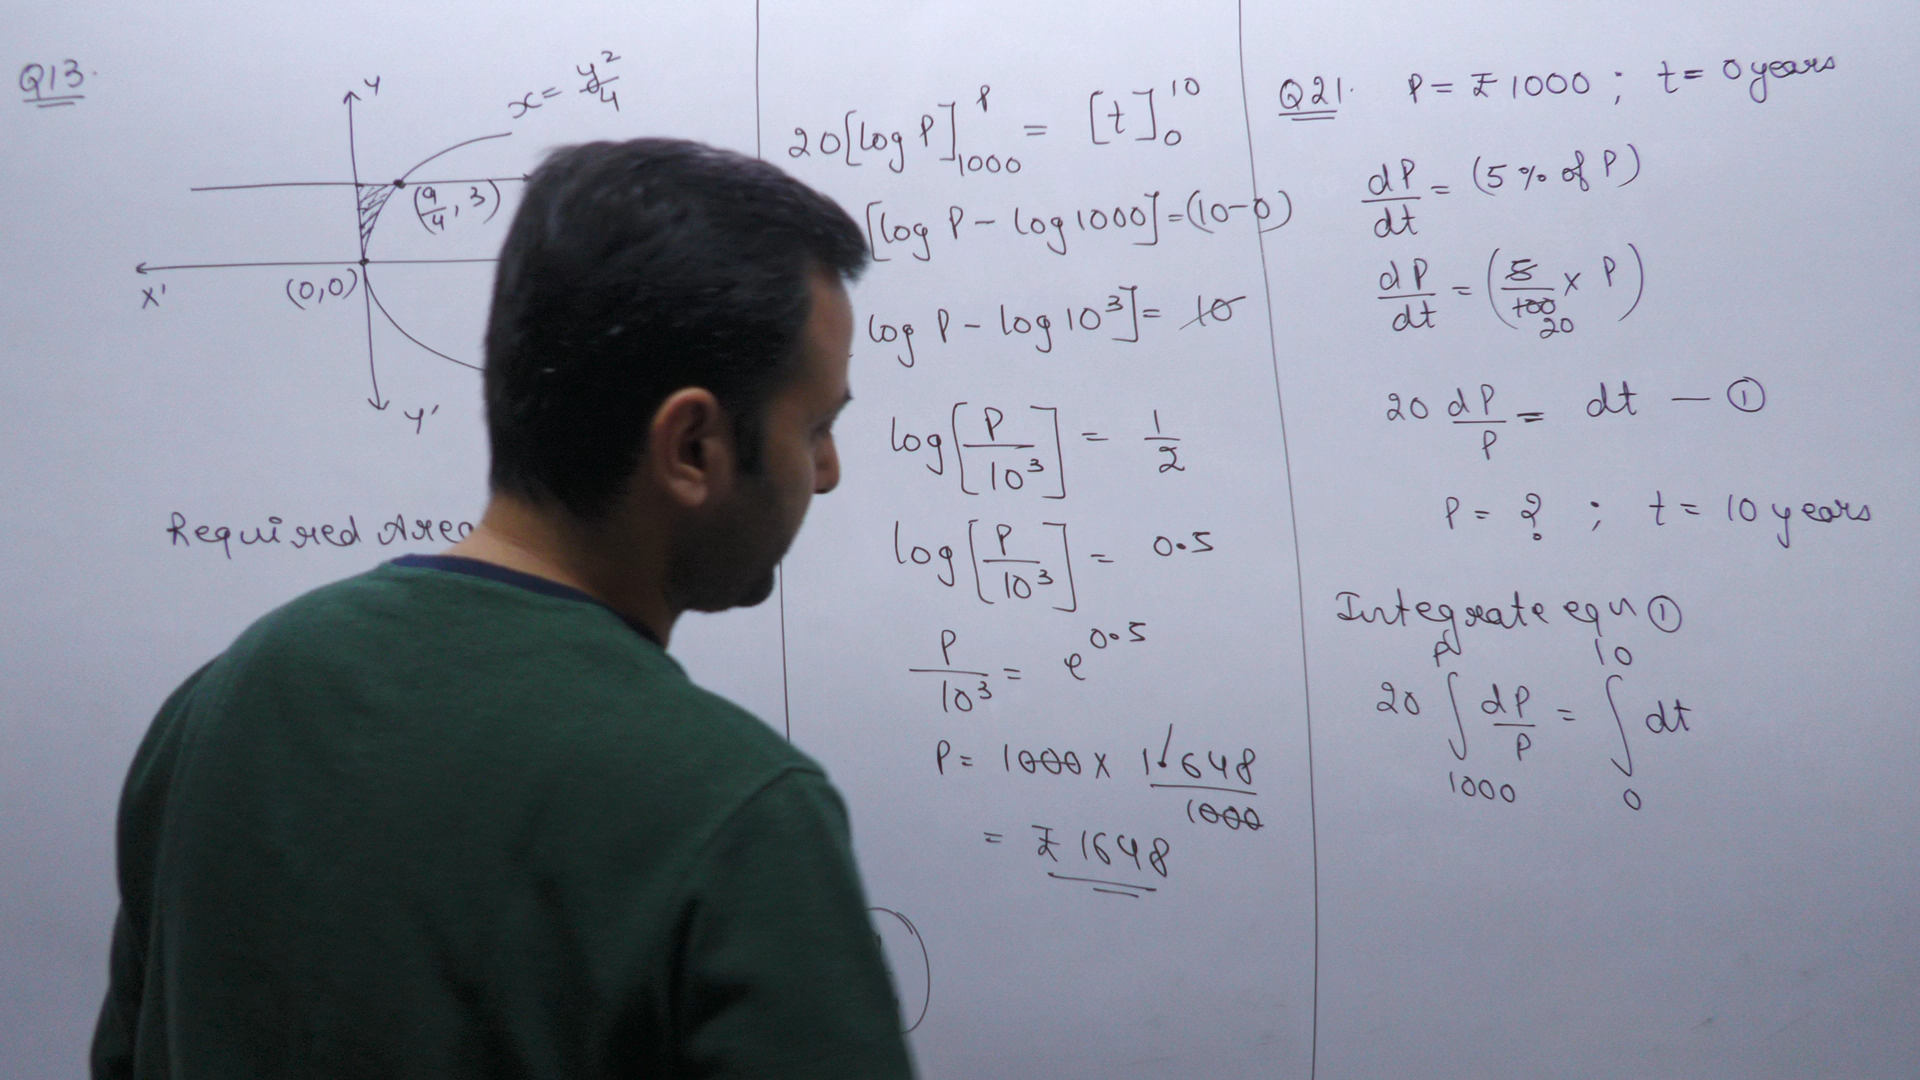 Q13.
Y
x = y²/4
(9/4, 3)
X'
(0,0)
Y'
Required Area
20[log P]_{1000}^{P} = [t]_{0}^{10}
[log P - log 1000] = (10-0)
log P - log 10³] = 10
log[P/10³] = 1/2
log[P/10³] = 0.5
P/10³ = e^{0.5}
P = 1000 x 1.648/1000
= ₹ 1648
Q21. P = ₹ 1000 ; t = 0 years
dP/dt = (5 % of P)
dP/dt = (5/100 x P)
20
20 dP/P = dt — ①
P = ? ; t = 10 years
Integrate eqn ①
20 ∫_{1000}^{P} dP/P = ∫_{0}^{10} dt